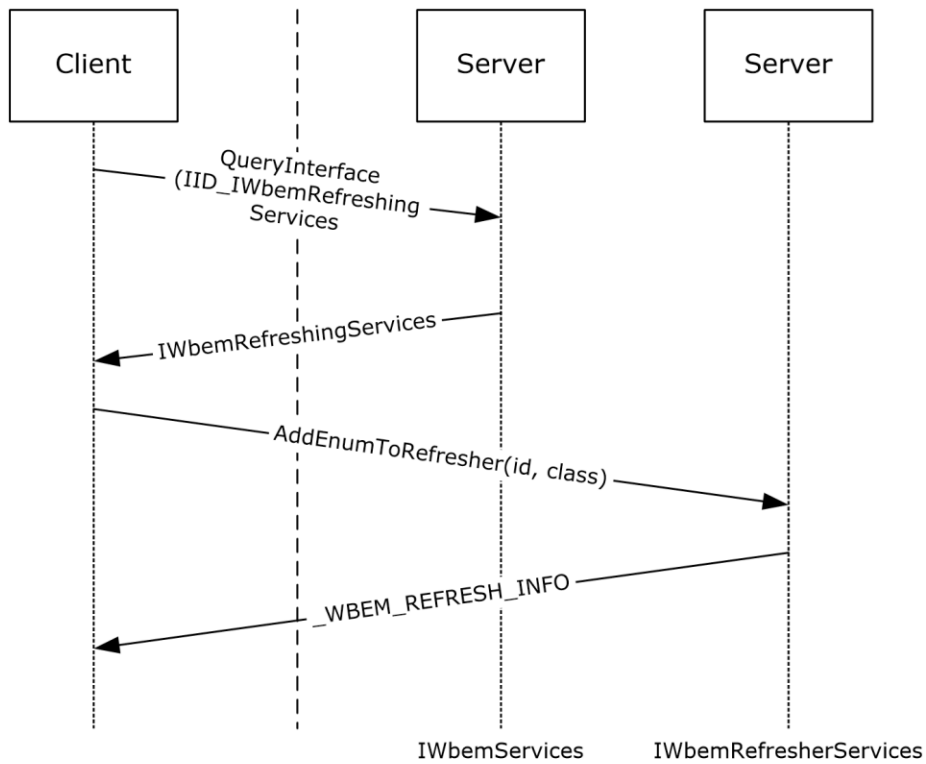 Client
Server
Server
QueryInterface
(IID_IWbemRefreshing
Services
IWbemRefreshingServices
AddEnumToRefresher(id, class)
_WBEM_REFRESH_INFO
IWbemServices
IWbemRefresherServices